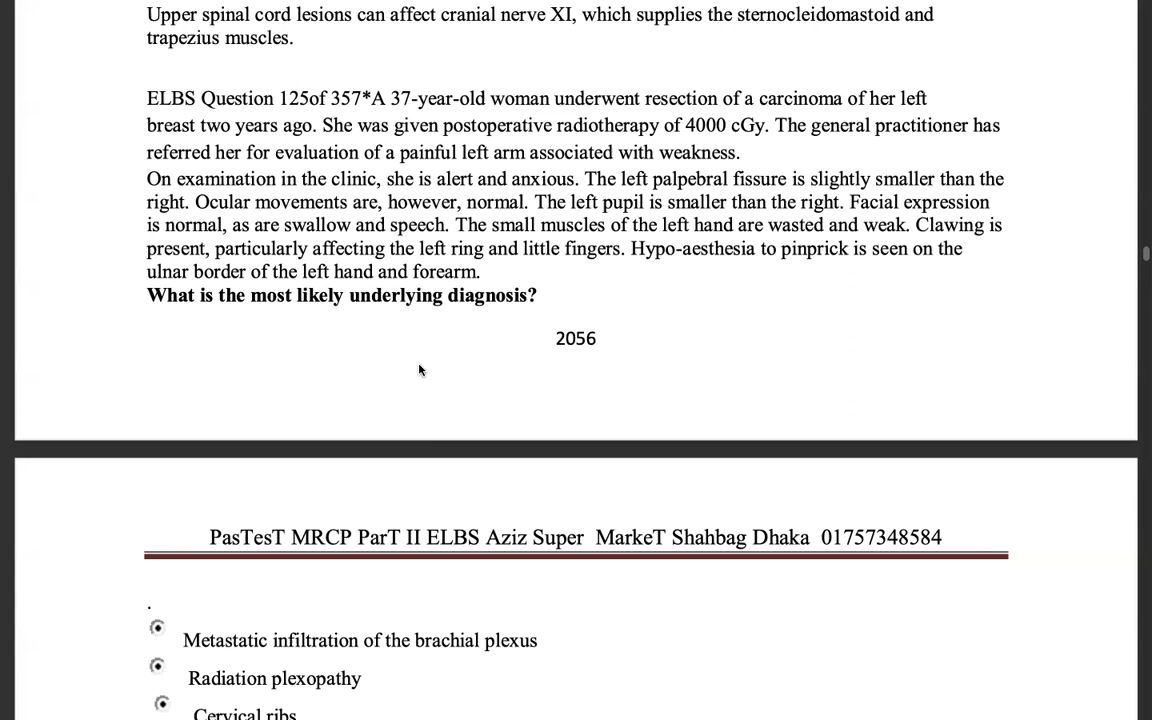 Upper spinal cord lesions can affect cranial nerve XI, which supplies the sternocleidomastoid and
trapezius muscles.
ELBS Question 125of 357*A 37-year-old woman underwent resection of a carcinoma of her left
breast two years ago. She was given postoperative radiotherapy of 4000 cGy. The general practitioner has
referred her for evaluation of a painful left arm associated with weakness.
On examination in the clinic, she is alert and anxious. The left palpebral fissure is slightly smaller than the
right. Ocular movements are, however, normal. The left pupil is smaller than the right. Facial expression
is normal, as are swallow and speech. The small muscles of the left hand are wasted and weak. Clawing is
present, particularly affecting the left ring and little fingers. Hypo-aesthesia to pinprick is seen on the
ulnar border of the left hand and forearm.
What is the most likely underlying diagnosis?
2056
PasTesT MRCP ParT II ELBS Aziz Super MarkeT Shahbag Dhaka 01757348584
.
Metastatic infiltration of the brachial plexus
Radiation plexopathy
Cervical ribs